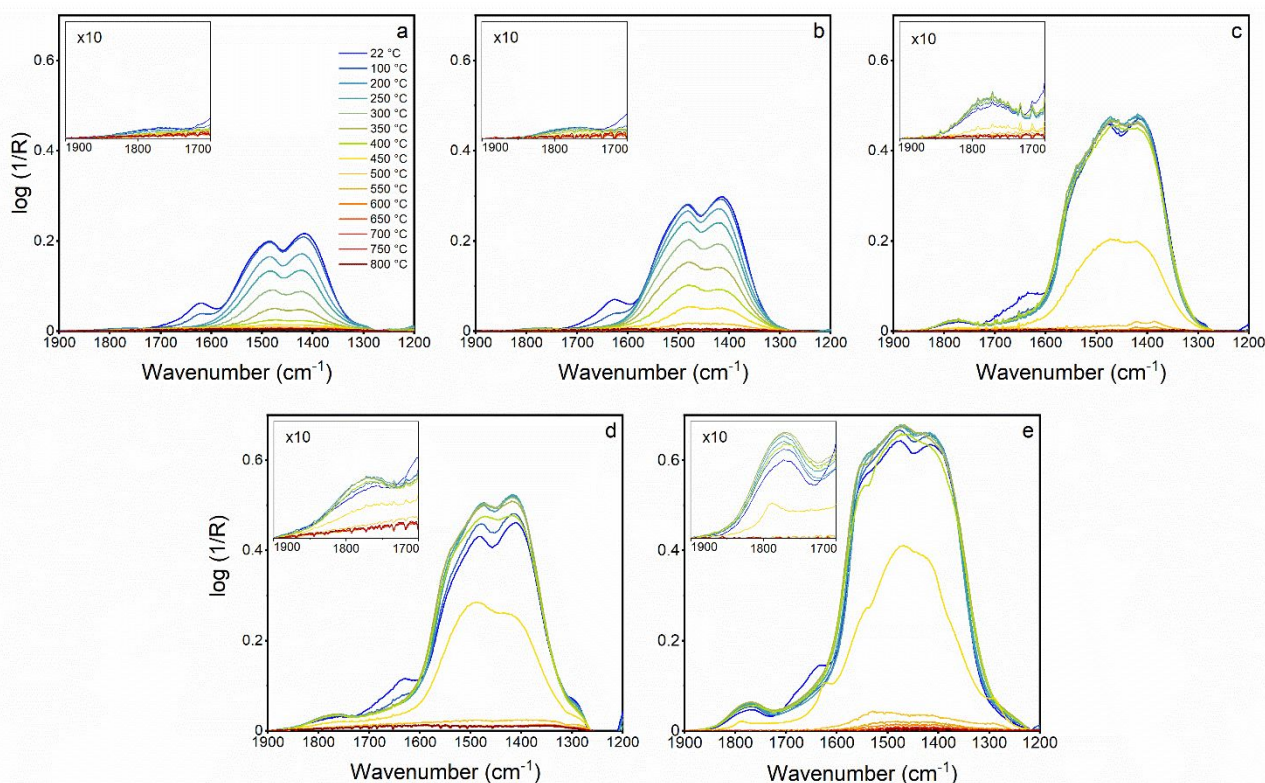 a
x10
1900 1800 1700
22 °C
100 °C
200 °C
250 °C
300 °C
350 °C
400 °C
450 °C
500 °C
550 °C
600 °C
650 °C
700 °C
750 °C
800 °C
log (1/R)
0.6
0.4
0.2
0
1900 1800 1700 1600 1500 1400 1300 1200
Wavenumber (cm⁻¹)
b
x10
1900 1800 1700
0.6
0.4
0.2
0
1900 1800 1700 1600 1500 1400 1300 1200
Wavenumber (cm⁻¹)
c
x10
1900 1800 1700
0.6
0.4
0.2
0
1900 1800 1700 1600 1500 1400 1300 1200
Wavenumber (cm⁻¹)
d
x10
1900 1800 1700
log (1/R)
0.6
0.4
0.2
0
1900 1800 1700 1600 1500 1400 1300 1200
Wavenumber (cm⁻¹)
e
x10
1900 1800 1700
0.6
0.4
0.2
0
1900 1800 1700 1600 1500 1400 1300 1200
Wavenumber (cm⁻¹)